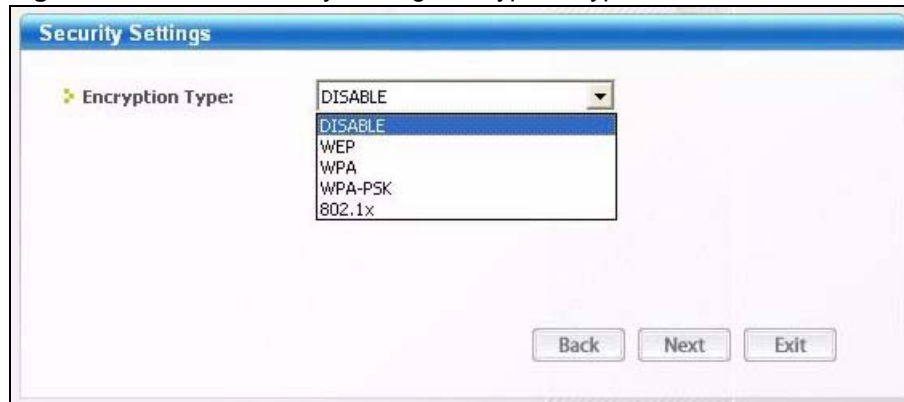 Security Settings
Encryption Type:
DISABLE
DISABLE
WEP
WPA
WPA-PSK
802.1x
Back Next Exit